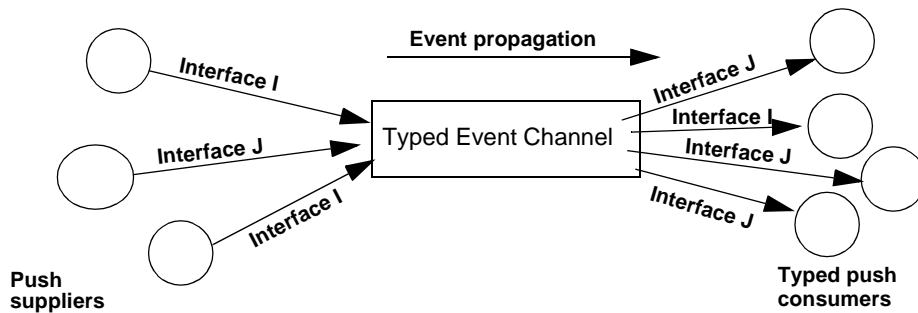 Event propagation
Interface I
Interface J
Interface I
Typed Event Channel
Interface J
Interface I
Interface J
Interface J
Push
suppliers
Typed push
consumers